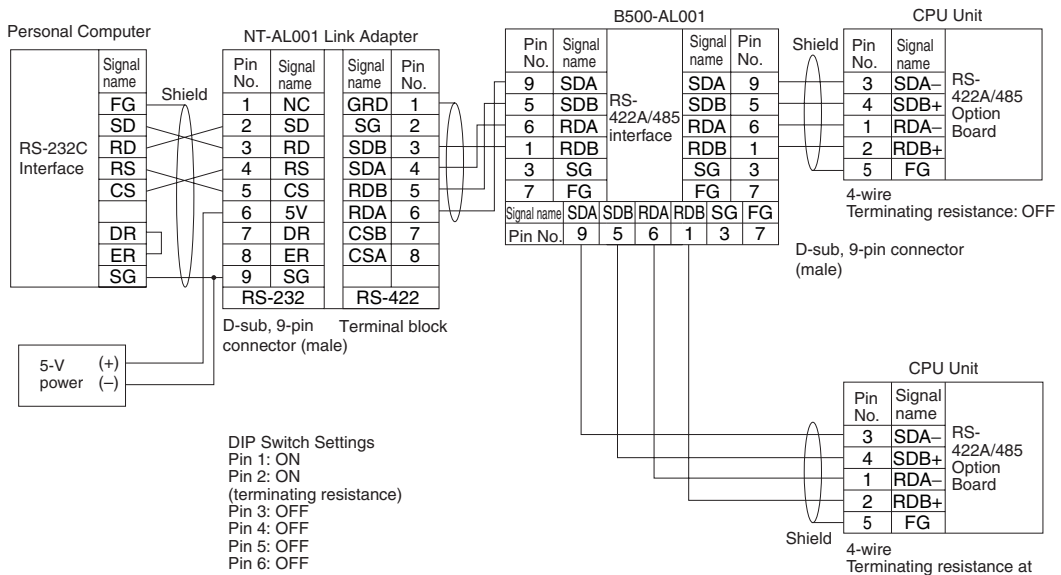 Personal Computer
RS-232C
Interface
Signal
name
FG
SD
RD
RS
CS
DR
ER
SG
Shield
NT-AL001 Link Adapter
Pin
No.
Signal
name
Signal
name
Pin
No.
1 NC GRD 1
2 SD SG 2
3 RD SDB 3
4 RS SDA 4
5 CS RDB 5
6 5V RDA 6
7 DR CSB 7
8 ER CSA 8
9 SG
RS-232 RS-422
D-sub, 9-pin
connector (male)
Terminal block
5-V
power
(+)
(–)
DIP Switch Settings
Pin 1: ON
Pin 2: ON
(terminating resistance)
Pin 3: OFF
Pin 4: OFF
Pin 5: OFF
Pin 6: OFF
B500-AL001
Pin
No.
Signal
name
Signal
name
Pin
No.
9 SDA SDA 9
5 SDB SDB 5
6 RDA RDA 6
1 RDB RDB 1
3 SG SG 3
7 FG FG 7
RS-
422A/485
interface
Signal name SDA SDB RDA RDB SG FG
Pin No. 9 5 6 1 3 7
Shield
CPU Unit
Pin
No.
Signal
name
3 SDA–
4 SDB+
1 RDA–
2 RDB+
5 FG
RS-
422A/485
Option
Board
4-wire
Terminating resistance: OFF
D-sub, 9-pin connector
(male)
CPU Unit
Pin
No.
Signal
name
3 SDA–
4 SDB+
1 RDA–
2 RDB+
5 FG
RS-
422A/485
Option
Board
Shield
4-wire
Terminating resistance at